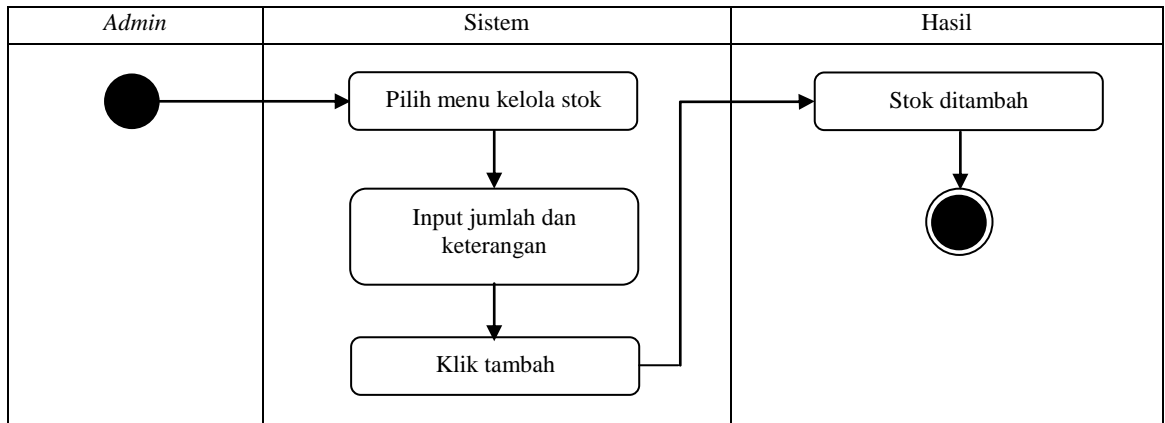 Admin
Sistem
Hasil
Pilih menu kelola stok
Input jumlah dan
keterangan
Klik tambah
Stok ditambah